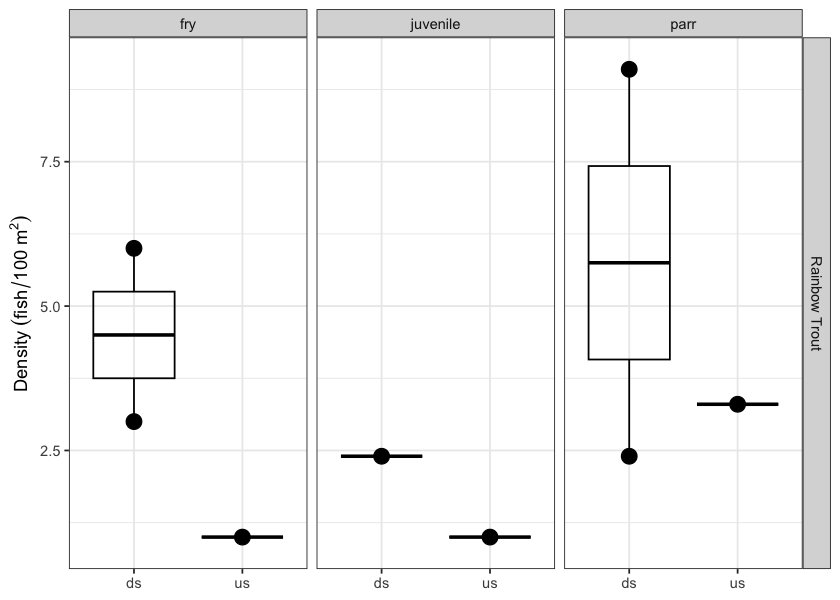 fry
juvenile
parr
Rainbow Trout
Density (fish/100 m²)
7.5
5.0
2.5
ds
us
ds
us
ds
us